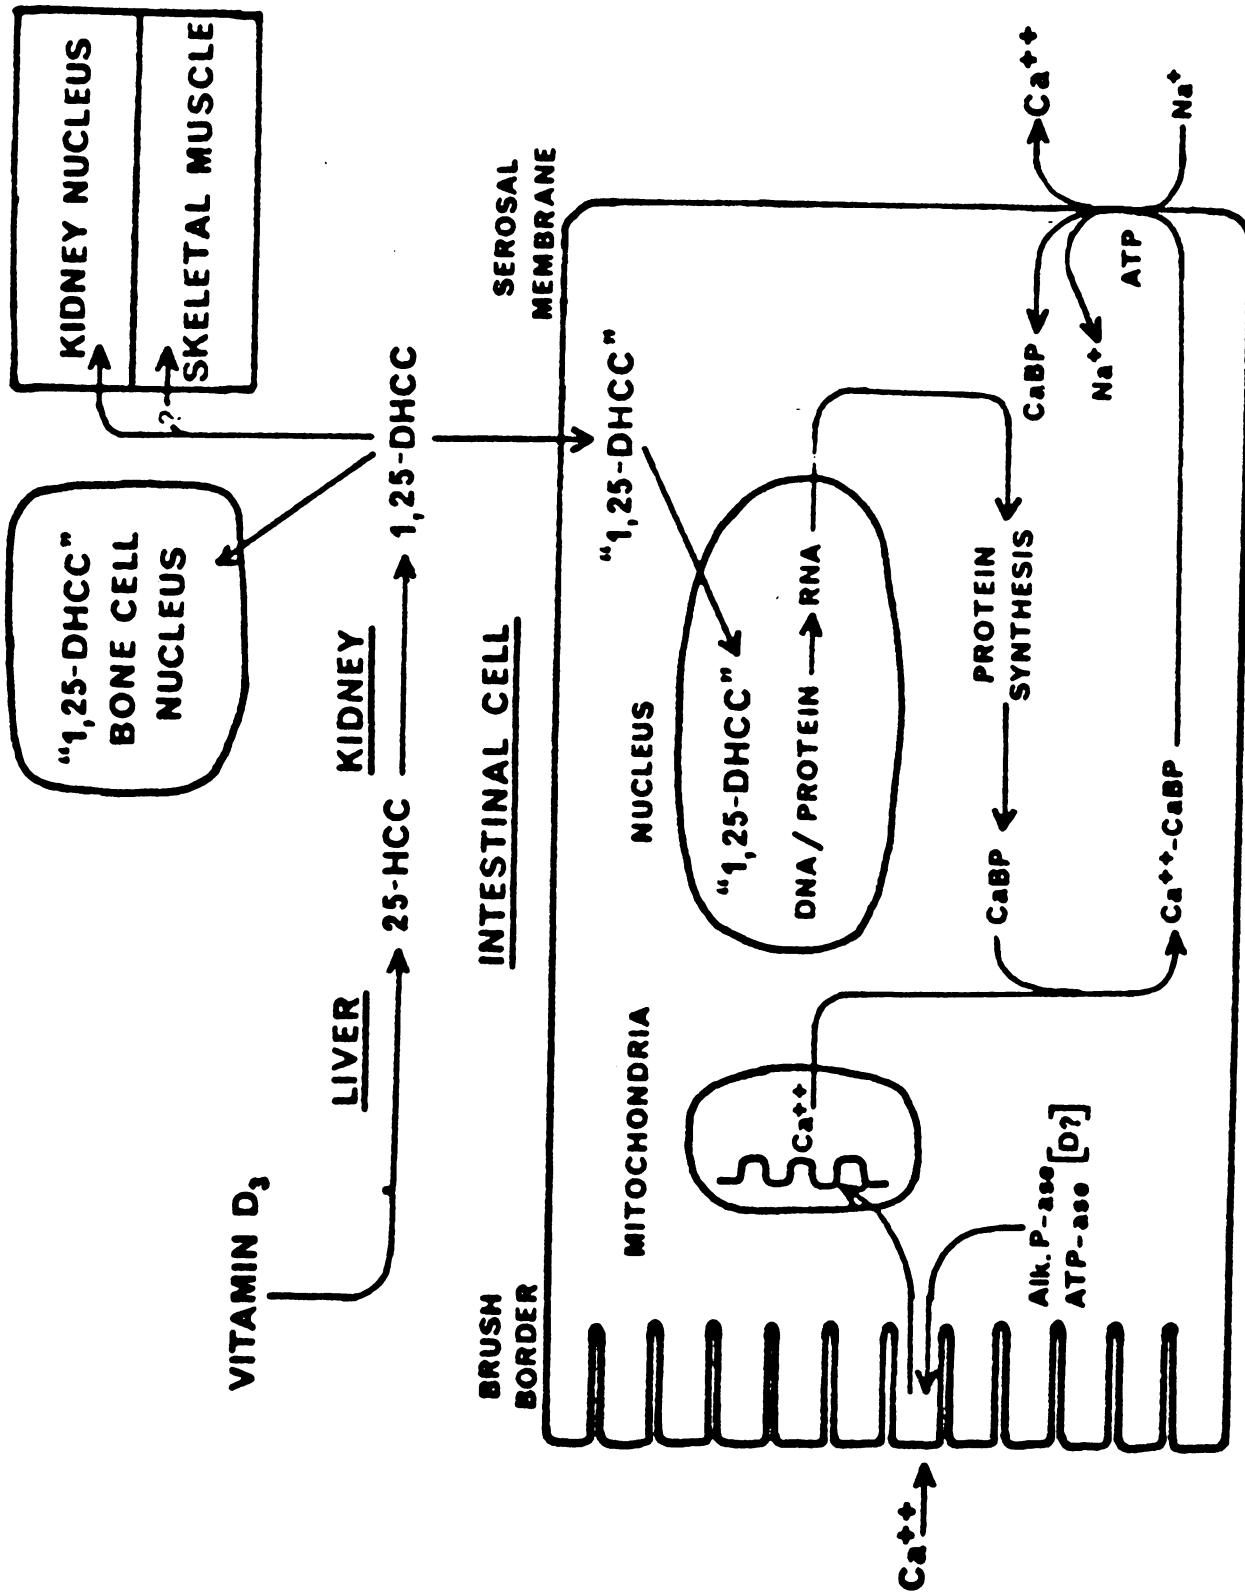 KIDNEY NUCLEUS
SKELETAL MUSCLE
“1,25-DHCC”
BONE CELL
NUCLEUS
?
VITAMIN D3
LIVER
KIDNEY
25-HCC
1,25-DHCC
INTESTINAL CELL
BRUSH
BORDER
SEROSAL
MEMBRANE
MITOCHONDRIA
NUCLEUS
“1,25-DHCC”
“1,25-DHCC”
DNA/PROTEIN
RNA
Ca++
Ca++
PROTEIN
SYNTHESIS
CaBP
CaBP
Na+
Ca++
ATP
Na+
Alk.P-ase
ATP-ase [D?]
Ca++-CaBP